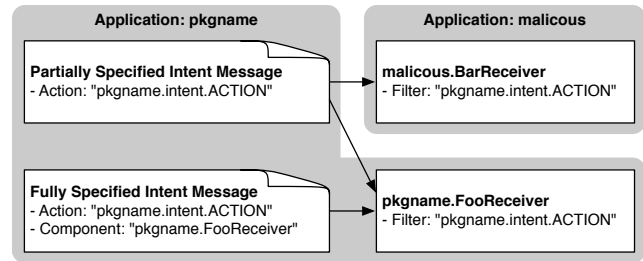 Application: pkgname
Application: malicous
Partially Specified Intent Message
- Action: "pkgname.intent.ACTION"
malicous.BarReceiver
- Filter: "pkgname.intent.ACTION"
Fully Specified Intent Message
- Action: "pkgname.intent.ACTION"
- Component: "pkgname.FooReceiver"
pkgname.FooReceiver
- Filter: "pkgname.intent.ACTION"